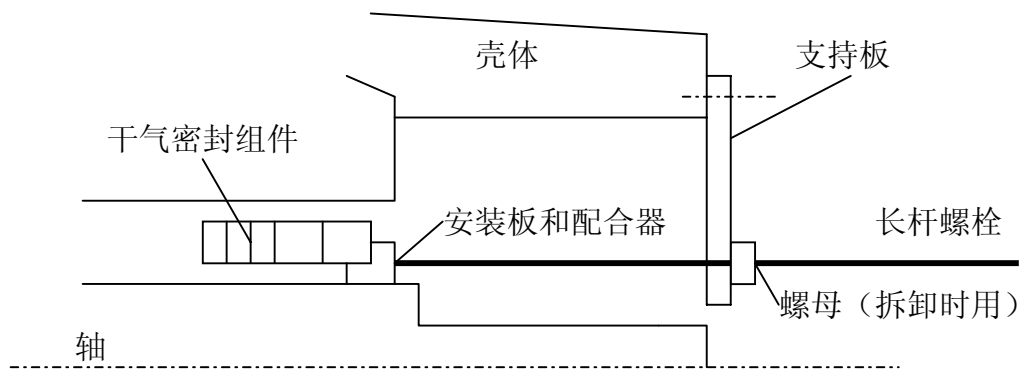 壳体
支持板
干气密封组件
安装板和配合器
长杆螺栓
螺母（拆卸时用）
轴